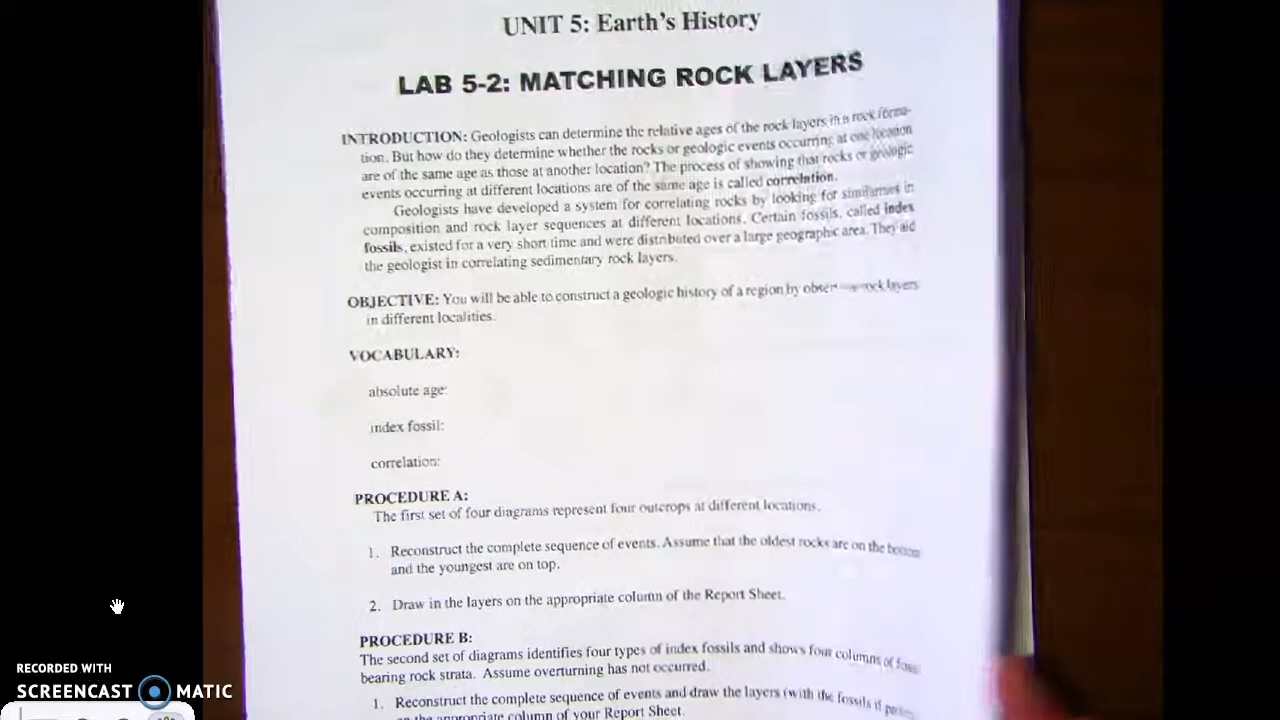 UNIT 5: Earth's History
LAB 5-2: MATCHING ROCK LAYERS
INTRODUCTION: Geologists can determine the relative ages of the rock layers in a rock forma-
tion. But how do they determine whether the rocks or geologic events occurring at one location
are of the same age as those at another location? The process of showing that rocks or geologic
events occurring at different locations are of the same age is called correlation.
Geologists have developed a system for correlating rocks by looking for similarities in
composition and rock layer sequences at different locations. Certain fossils, called index
fossils, existed for a very short time and were distributed over a large geographic area. They aid
the geologist in correlating sedimentary rock layers.
OBJECTIVE: You will be able to construct a geologic history of a region by rock layers
in different localities.
VOCABULARY:
absolute age:
index fossil:
correlation:
PROCEDURE A:
The first set of four diagrams represent four outcrops at different locations.
1. Reconstruct the complete sequence of events. Assume that the oldest rocks are on the bottom
and the youngest are on top.
2. Draw in the layers on the appropriate column of the Report Sheet.
PROCEDURE B:
The second set of diagrams identifies four types of index fossils and shows four columns of
bearing rock strata. Assume overturning has not occurred.
1. Reconstruct the complete sequence of events and draw the layers (with the fossils if
on the appropriate column of your Report Sheet.
RECORDED WITH
SCREENCAST MATIC